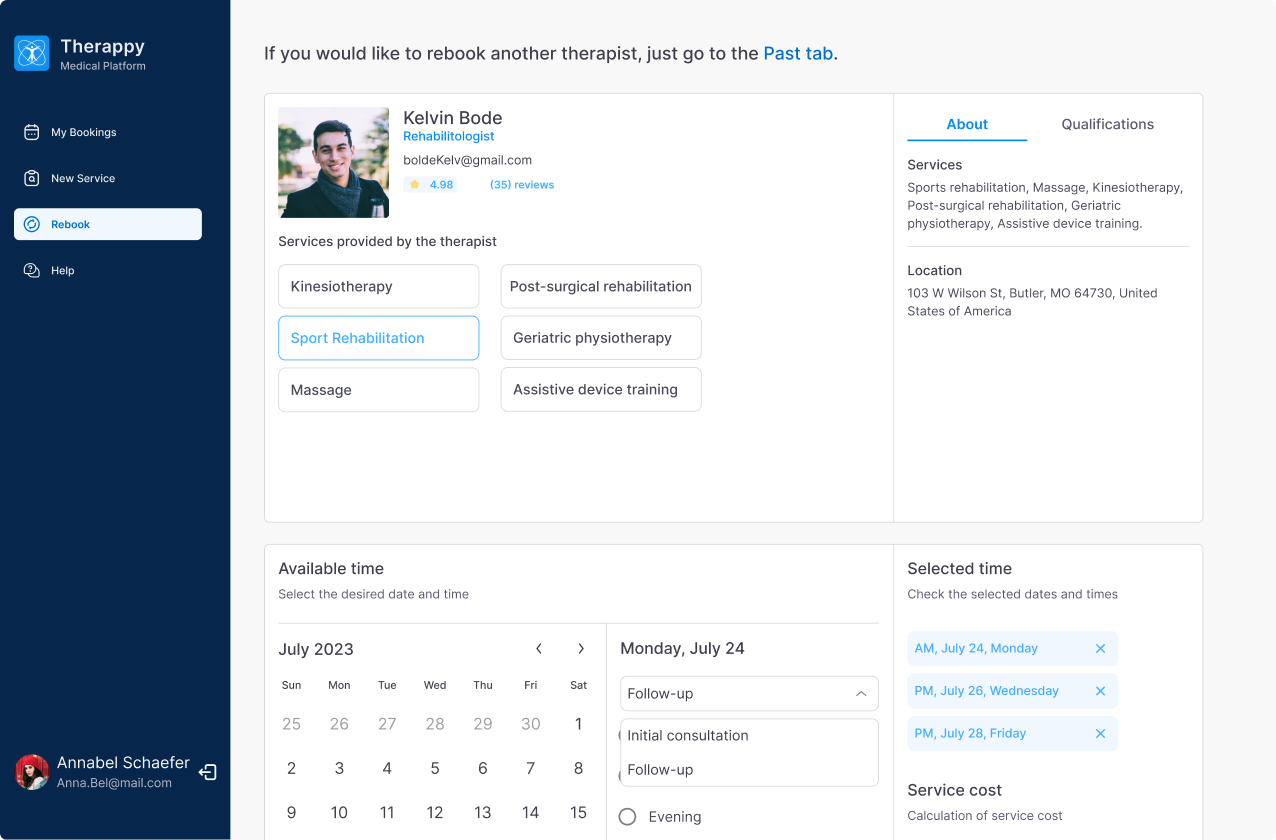 Therappy
Medical Platform
My Bookings
New Service
Rebook
Help
Annabel Schaefer
Anna.Bel@mail.com
If you would like to rebook another therapist, just go to the Past tab.
Kelvin Bode
Rehabilitologist
boldeKelv@gmail.com
4.98 (35) reviews
Services provided by the therapist
Kinesiotherapy
Post-surgical rehabilitation
Sport Rehabilitation
Geriatric physiotherapy
Massage
Assistive device training
About Qualifications
Services
Sports rehabilitation, Massage, Kinesiotherapy,
Post-surgical rehabilitation, Geriatric
physiotherapy, Assistive device training.
Location
103 W Wilson St, Butler, MO 64730, United
States of America
Available time
Select the desired date and time
July 2023
Sun Mon Tue Wed Thu Fri Sat
25 26 27 28 29 30 1
2 3 4 5 6 7 8
9 10 11 12 13 14 15
Monday, July 24
Follow-up
Initial consultation
Follow-up
Evening
Selected time
Check the selected dates and times
AM, July 24, Monday
PM, July 26, Wednesday
PM, July 28, Friday
Service cost
Calculation of service cost